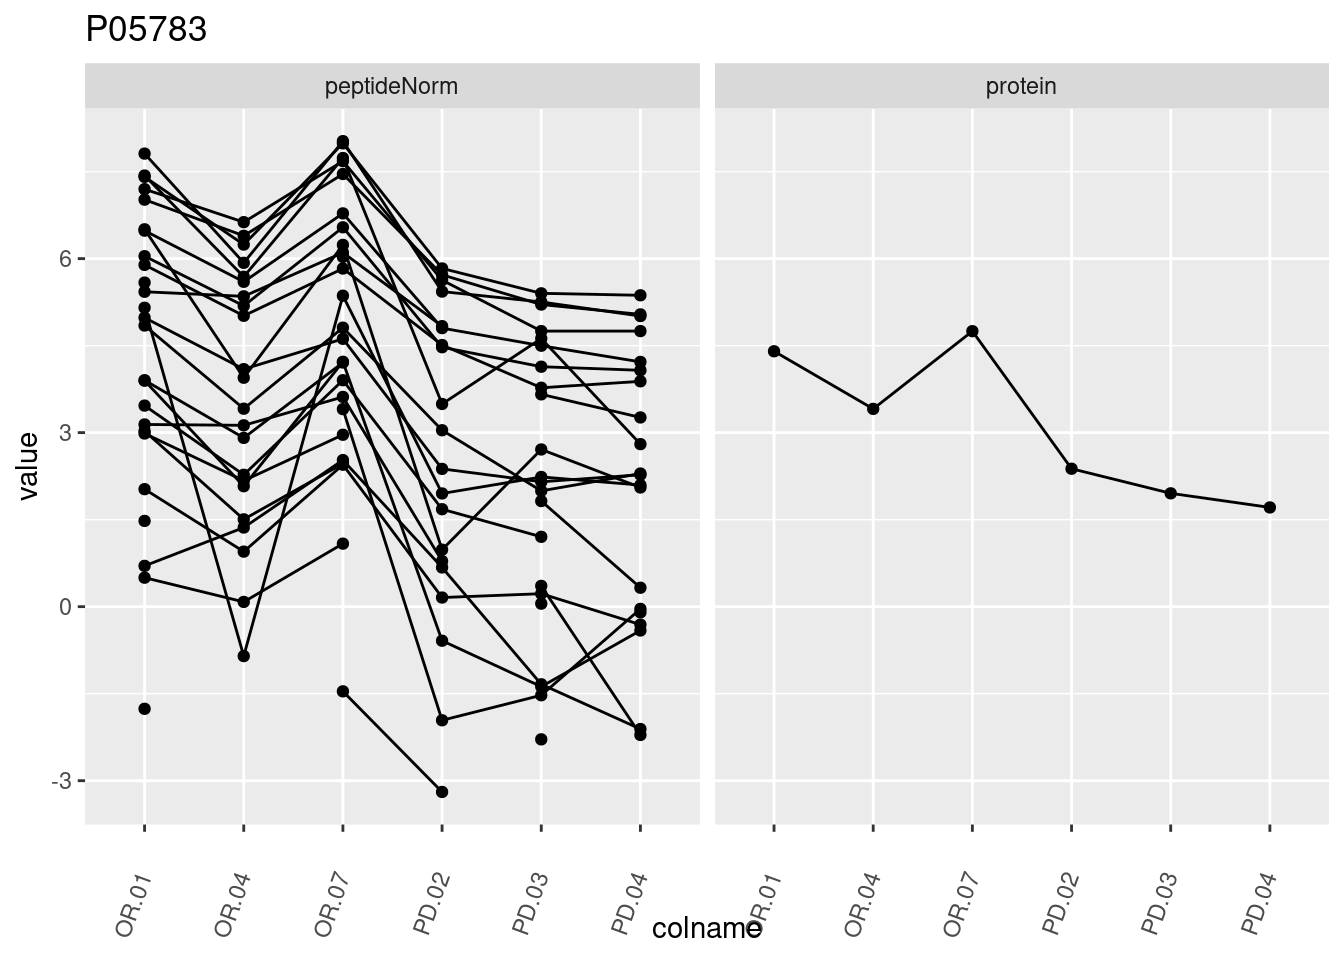 P05783
peptideNorm
protein
value
6
3
0
-3
OR.01
OR.04
OR.07
PD.02
PD.03
PD.04
OR.01
OR.04
OR.07
PD.02
PD.03
PD.04
colname